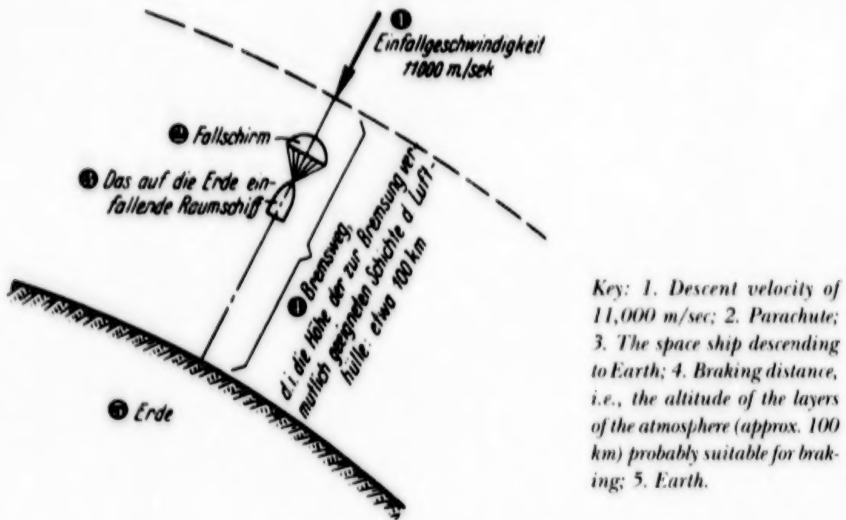 ❶
Einfallgeschwindigkeit
11000 m/sek
❷ Fallschirm
❸ Das auf die Erde ein-
fallende Raumschiff
❹ Bremsweg,
d.i. die Höhe der zur Bremsung ver-
mutlich geeigneten Schichte d. Luft-
hülle: etwa 100 km
❺ Erde
Key: 1. Descent velocity of
11,000 m/sec; 2. Parachute;
3. The space ship descending
to Earth; 4. Braking distance,
i.e., the altitude of the layers
of the atmosphere (approx. 100
km) probably suitable for brak-
ing; 5. Earth.